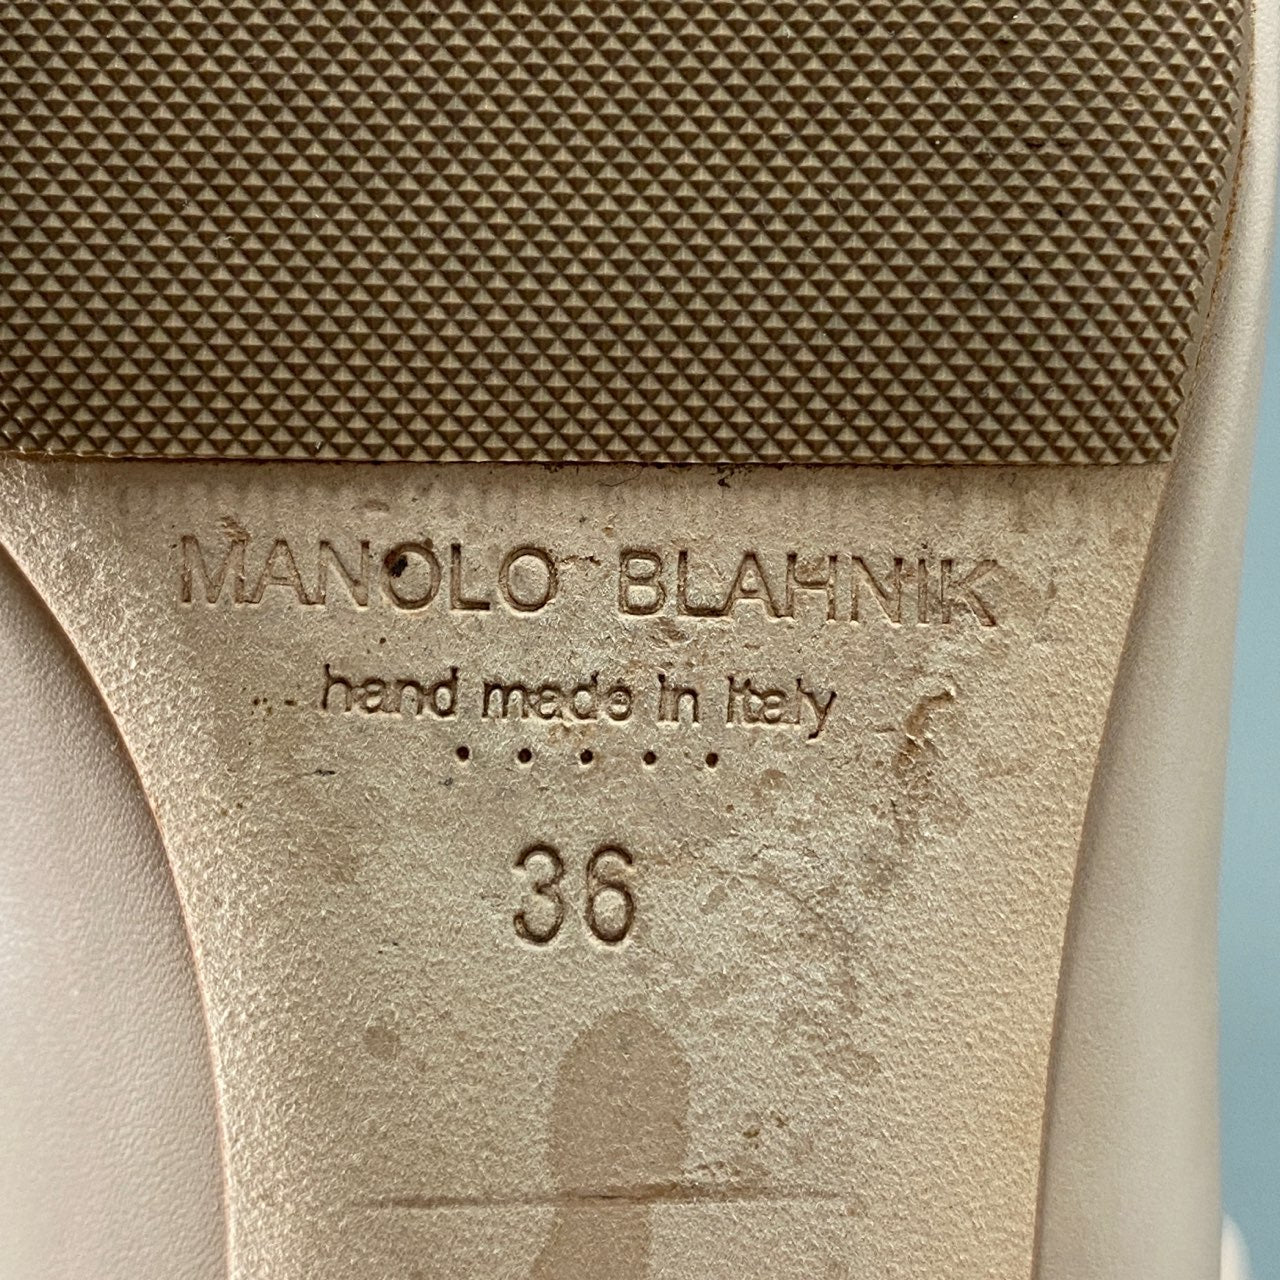 MANOLO BLAHNIK
hand made in Italy
• • • • •
36